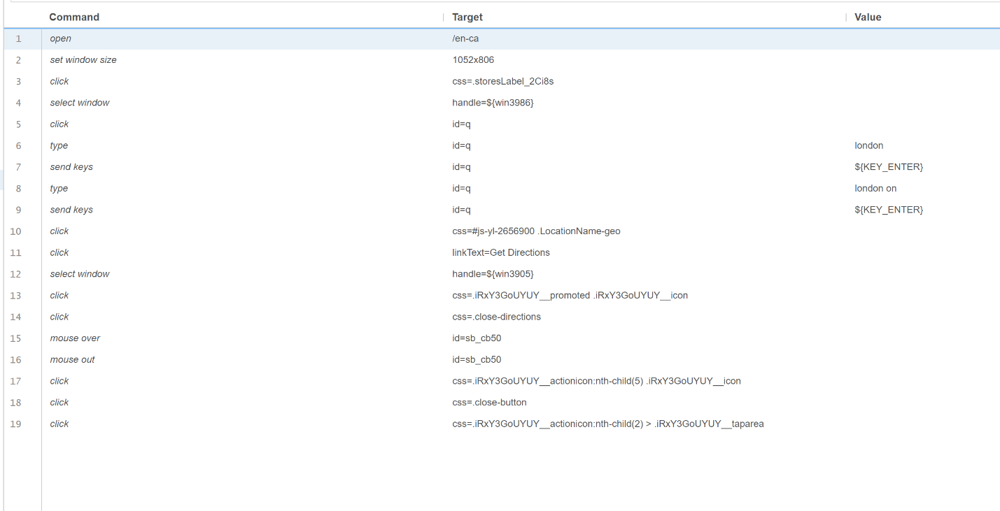 Command Target Value
1 open /en-ca
2 set window size 1052x806
3 click css=.storesLabel_2Ci8s
4 select window handle=${win3986}
5 click id=q
6 type id=q london
7 send keys id=q ${KEY_ENTER}
8 type id=q london on
9 send keys id=q ${KEY_ENTER}
10 click css=#js-yl-2656900 .LocationName-geo
11 click linkText=Get Directions
12 select window handle=${win3905}
13 click css=.iRxY3GoUYUY__promoted .iRxY3GoUYUY__icon
14 click css=.close-directions
15 mouse over id=sb_cb50
16 mouse out id=sb_cb50
17 click css=.iRxY3GoUYUY__actionicon:nth-child(5) .iRxY3GoUYUY__icon
18 click css=.close-button
19 click css=.iRxY3GoUYUY__actionicon:nth-child(2) > .iRxY3GoUYUY__taparea